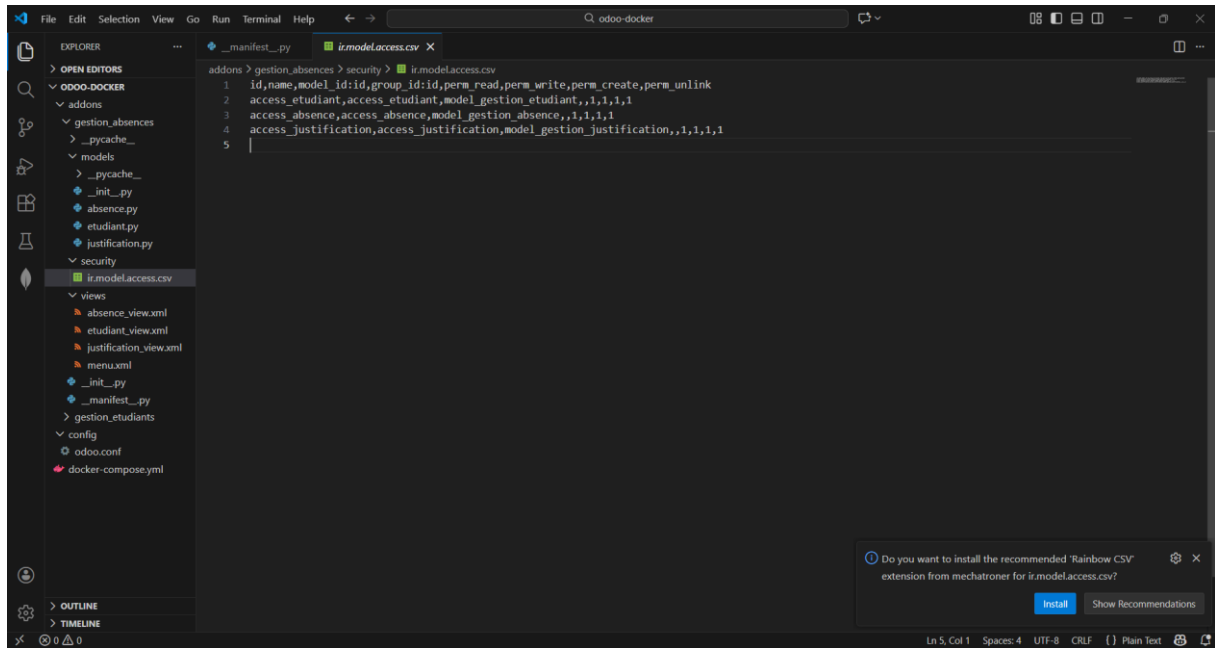 File Edit Selection View Go Run Terminal Help
odoo-docker
EXPLORER
OPEN EDITORS
ODOO-DOCKER
addons
gestion_absences
__pycache__
models
__pycache__
__init__.py
absence.py
etudiant.py
justification.py
security
ir.model.access.csv
views
absence_view.xml
etudiant_view.xml
justification_view.xml
menu.xml
__init__.py
__manifest__.py
gestion_etudiants
config
odoo.conf
docker-compose.yml
OUTLINE
TIMELINE
__manifest__.py ir.model.access.csv
addons > gestion_absences > security > ir.model.access.csv
1 id,name,model_id:id,group_id:id,perm_read,perm_write,perm_create,perm_unlink
2 access_etudiant,access_etudiant,model_gestion_etudiant,,1,1,1,1
3 access_absence,access_absence,model_gestion_absence,,1,1,1,1
4 access_justification,access_justification,model_gestion_justification,,1,1,1,1
5
Do you want to install the recommended 'Rainbow CSV'
extension from mechatroner for ir.model.access.csv?
Install Show Recommendations
0 0 Ln 5, Col 1 Spaces: 4 UTF-8 CRLF {} Plain Text